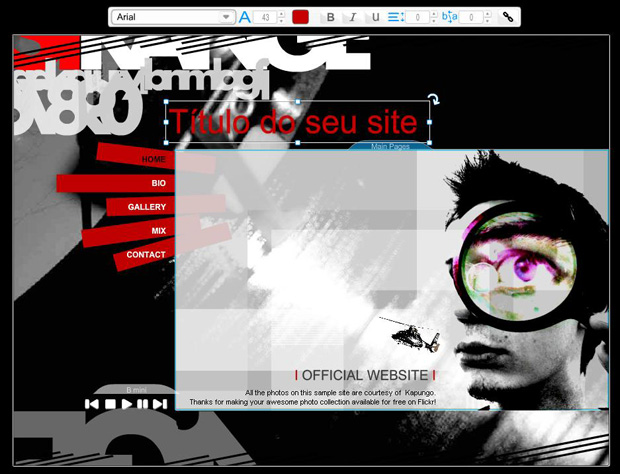 Arial
A 43 B I U 0 b a 0
Título do seu site
Main Pages
HOME
BIO
GALLERY
MIX
CONTACT
I OFFICIAL WEBSITE I
All the photos on this sample site are courtesy of Kapungo.
Thanks for making your awesome photo collection available for free on Flickr!
B mini